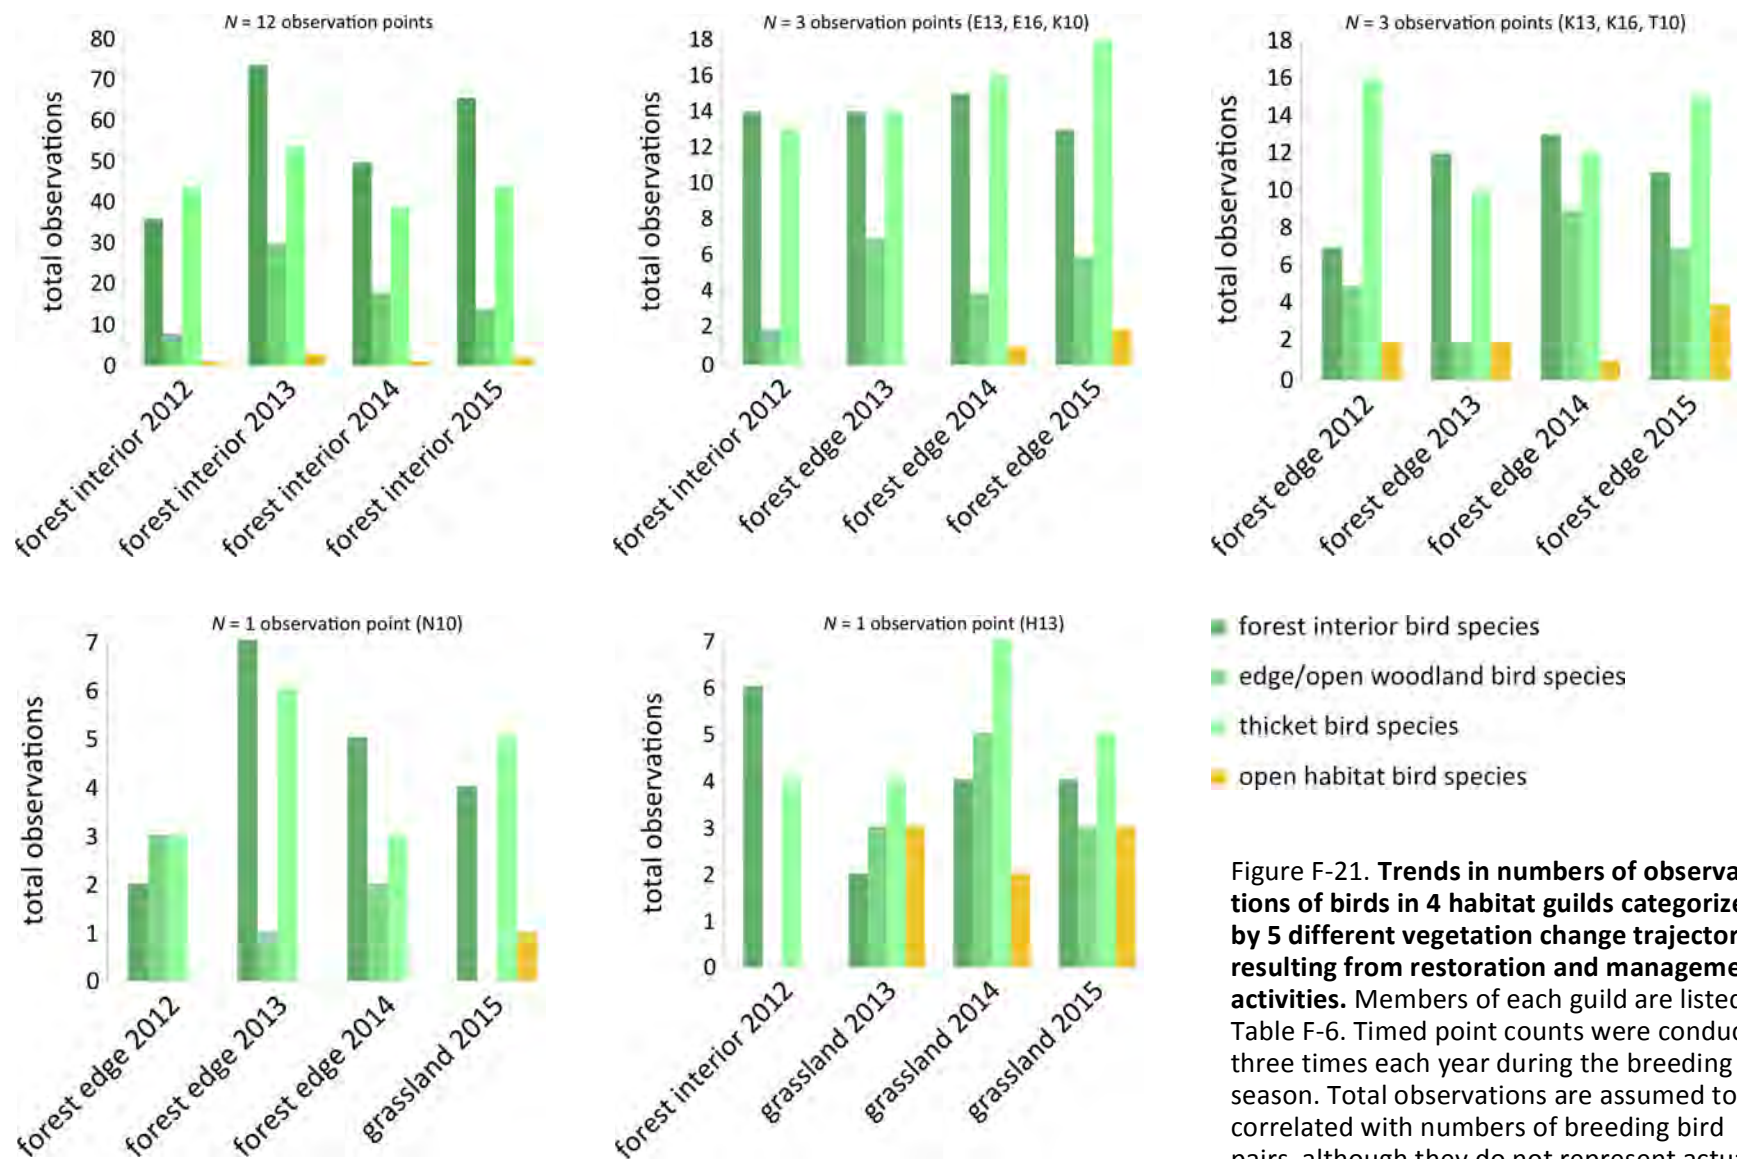 N = 12 observation points
total observations
80
70
60
50
40
30
20
10
0
forest interior 2012
forest interior 2013
forest interior 2014
forest interior 2015
N = 3 observation points (E13, E16, K10)
total observations
18
16
14
12
10
8
6
4
2
0
forest interior 2012
forest edge 2013
forest edge 2014
forest edge 2015
N = 3 observation points (K13, K16, T10)
total observations
18
16
14
12
10
8
6
4
2
0
forest edge 2012
forest edge 2013
forest edge 2014
forest edge 2015
N = 1 observation point (N10)
total observations
7
6
5
4
3
2
1
0
forest edge 2012
forest edge 2013
forest edge 2014
grassland 2015
N = 1 observation point (H13)
total observations
7
6
5
4
3
2
1
0
forest interior 2012
grassland 2013
grassland 2014
grassland 2015
forest interior bird species
edge/open woodland bird species
thicket bird species
open habitat bird species
Figure F-21. Trends in numbers of observa
tions of birds in 4 habitat guilds categorize
by 5 different vegetation change trajector
resulting from restoration and manageme
activities. Members of each guild are listed
Table F-6. Timed point counts were conduc
three times each year during the breeding
season. Total observations are assumed to
correlated with numbers of breeding bird
pairs, although they do not represent actu